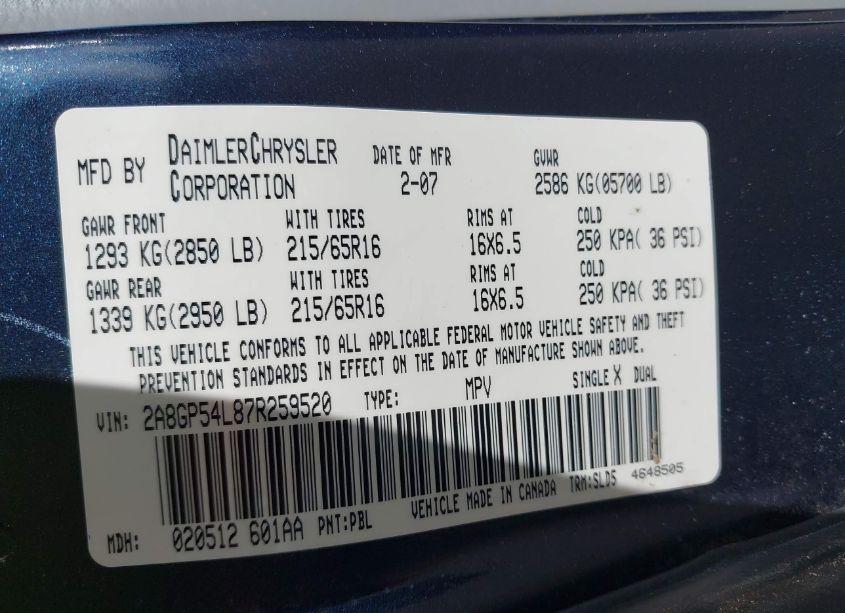 MFD BY DAIMLERCHRYSLER CORPORATION DATE OF MFR 2-07 GVWR 2586 KG(05700 LB)
GAWR FRONT WITH TIRES RIMS AT COLD
1293 KG(2850 LB) 215/65R16 16X6.5 250 KPA( 36 PSI)
GAWR REAR WITH TIRES RIMS AT COLD
1339 KG(2950 LB) 215/65R16 16X6.5 250 KPA( 36 PSI)
THIS VEHICLE CONFORMS TO ALL APPLICABLE FEDERAL MOTOR VEHICLE SAFETY AND THEFT
PREVENTION STANDARDS IN EFFECT ON THE DATE OF MANUFACTURE SHOWN ABOVE.
VIN: 2A8GP54L87R259520 TYPE: MPV SINGLE X DUAL
MDH: 020512 601AA PNT:PBL VEHICLE MADE IN CANADA TRM:SLD5 4648505